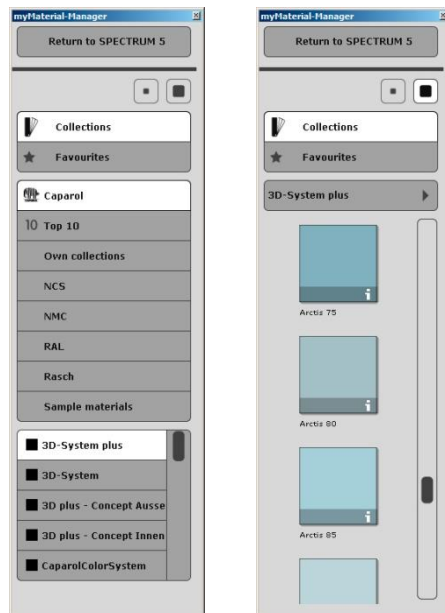 myMaterial-Manager
Return to SPECTRUM 5
Collections
Favourites
Caparol
10 Top 10
Own collections
NCS
NMC
RAL
Rasch
Sample materials
3D-System plus
3D-System
3D plus - Concept Ausse
3D plus - Concept Innen
CaparolColorSystem
myMaterial-Manager
Return to SPECTRUM 5
Collections
Favourites
3D-System plus
i
Arctis 75
i
Arctis 80
i
Arctis 85